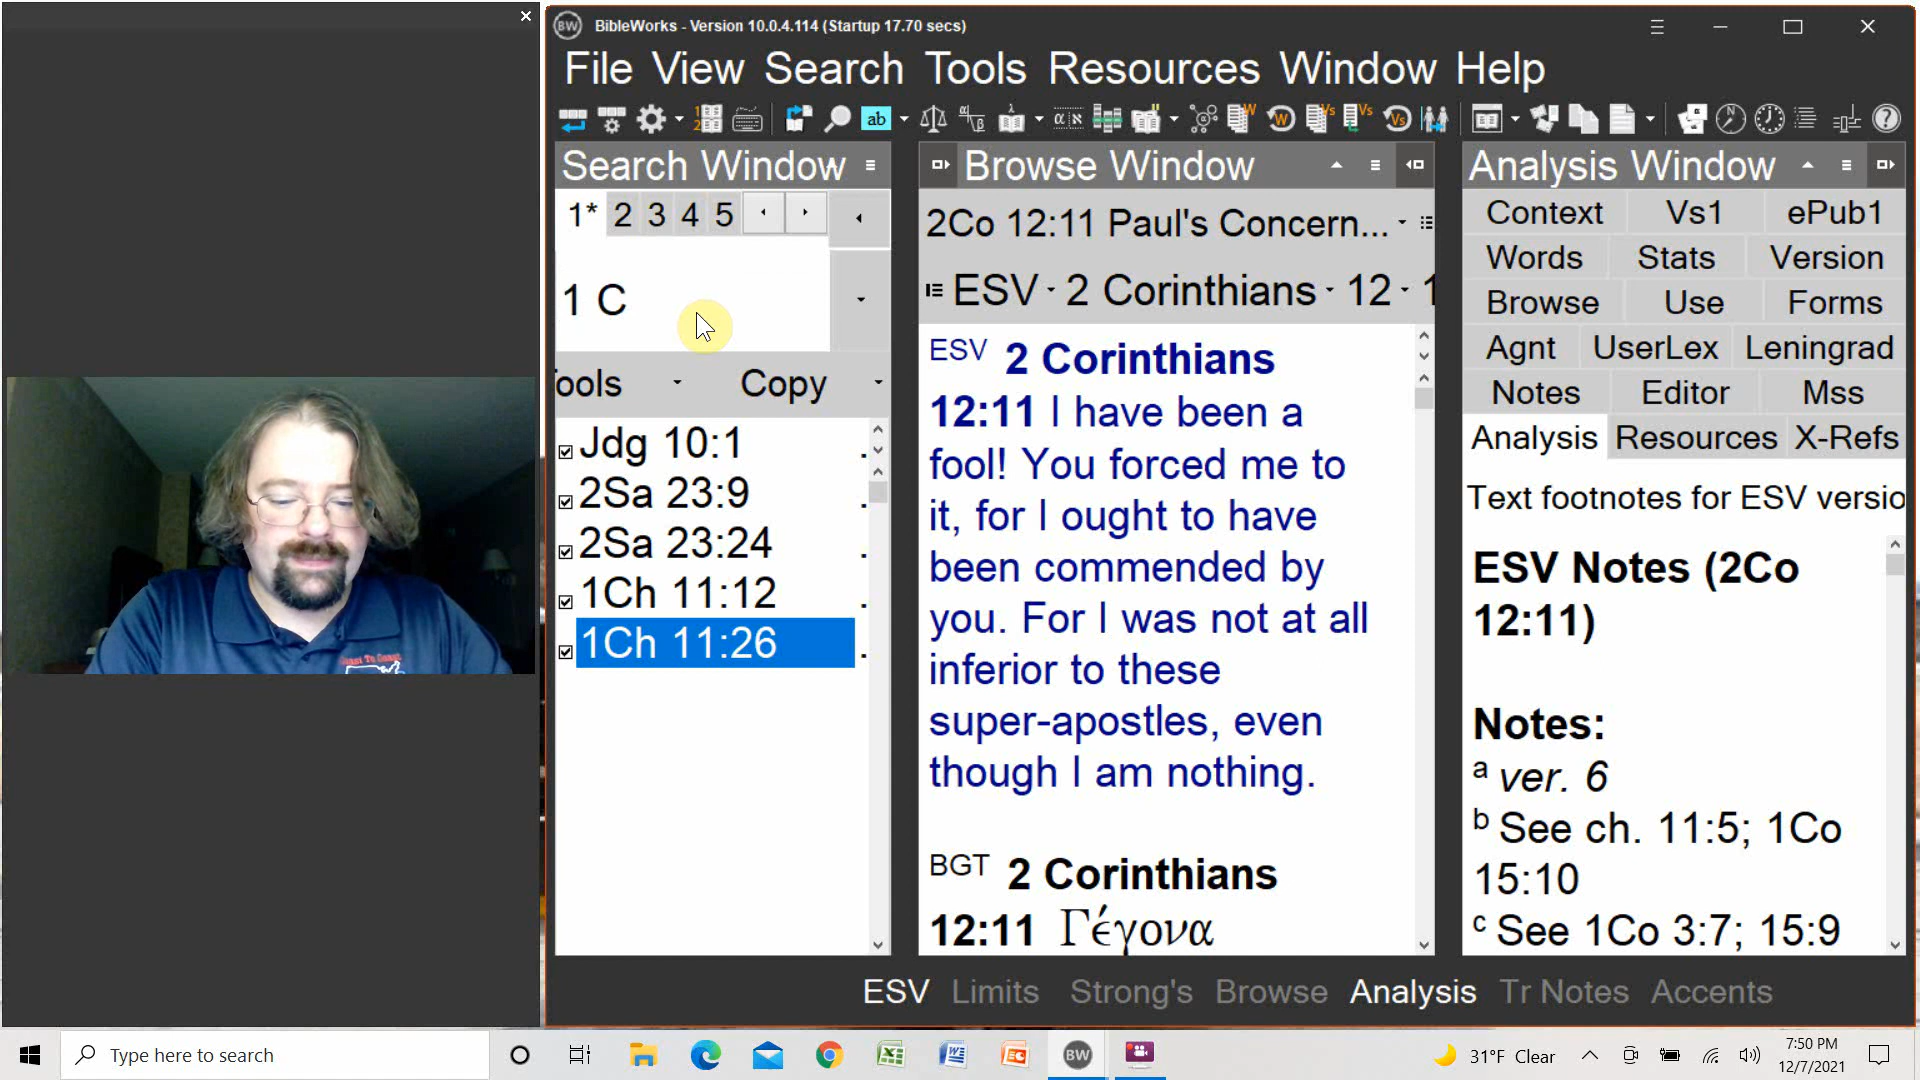 BibleWorks - Version 10.0.4.114 (Startup 17.70 secs)
File View Search Tools Resources Window Help
Search Window
1* 2 3 4 5
1 C
ools Copy
Jdg 10:1
2Sa 23:9
2Sa 23:24
1Ch 11:12
1Ch 11:26
Browse Window
2Co 12:11 Paul's Concern...
ESV 2 Corinthians 12 1
ESV 2 Corinthians
12:11 I have been a
fool! You forced me to
it, for I ought to have
been commended by
you. For I was not at all
inferior to these
super-apostles, even
though I am nothing.
BGT 2 Corinthians
12:11 Γέγονα
Analysis Window
Context Vs1 ePub1
Words Stats Version
Browse Use Forms
Agnt UserLex Leningrad
Notes Editor Mss
Analysis Resources X-Refs
Text footnotes for ESV versio
ESV Notes (2Co
12:11)
Notes:
a ver. 6
b See ch. 11:5; 1Co
15:10
c See 1Co 3:7; 15:9
ESV Limits Strong's Browse Analysis Tr Notes Accents
Type here to search
BW
31°F Clear
7:50 PM
12/7/2021